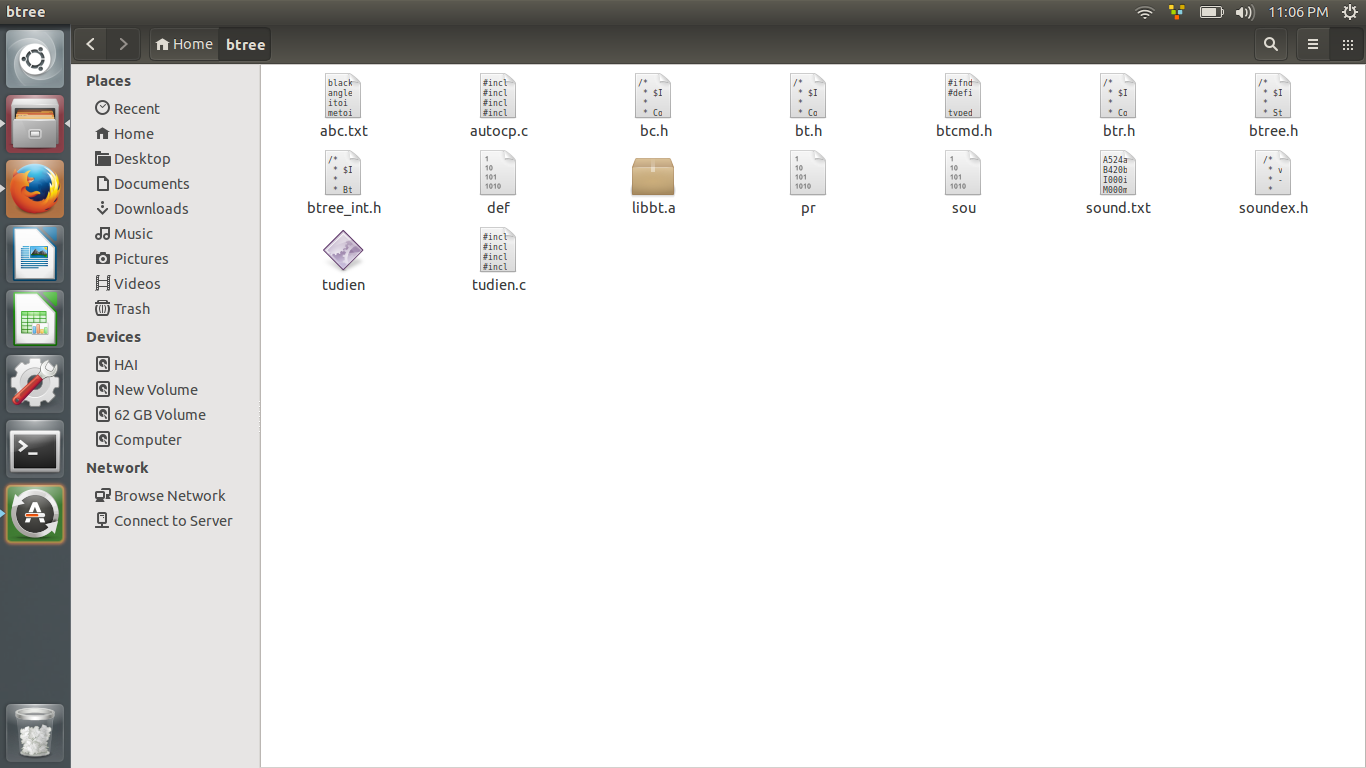 btree
11:06 PM
Home
btree
Places
Recent
Home
Desktop
Documents
Downloads
Music
Pictures
Videos
Trash
Devices
HAI
New Volume
62 GB Volume
Computer
Network
Browse Network
Connect to Server
black
angle
itoi
metoi
abc.txt
#incl
#incl
#incl
#incl
autocp.c
/*
* $I
*
* Co
bc.h
/*
* $I
*
* Co
bt.h
#ifnd
#defi
typed
btcmd.h
/*
* $I
*
* Co
btr.h
/*
* $I
*
* St
btree.h
/*
* $I
*
* Bt
btree_int.h
1
10
101
1010
def
libbt.a
1
10
101
1010
pr
1
10
101
1010
sou
A524a
B420b
I000i
M000m
sound.txt
/*
* v
* -
*
soundex.h
tudien
#incl
#incl
#incl
#incl
tudien.c